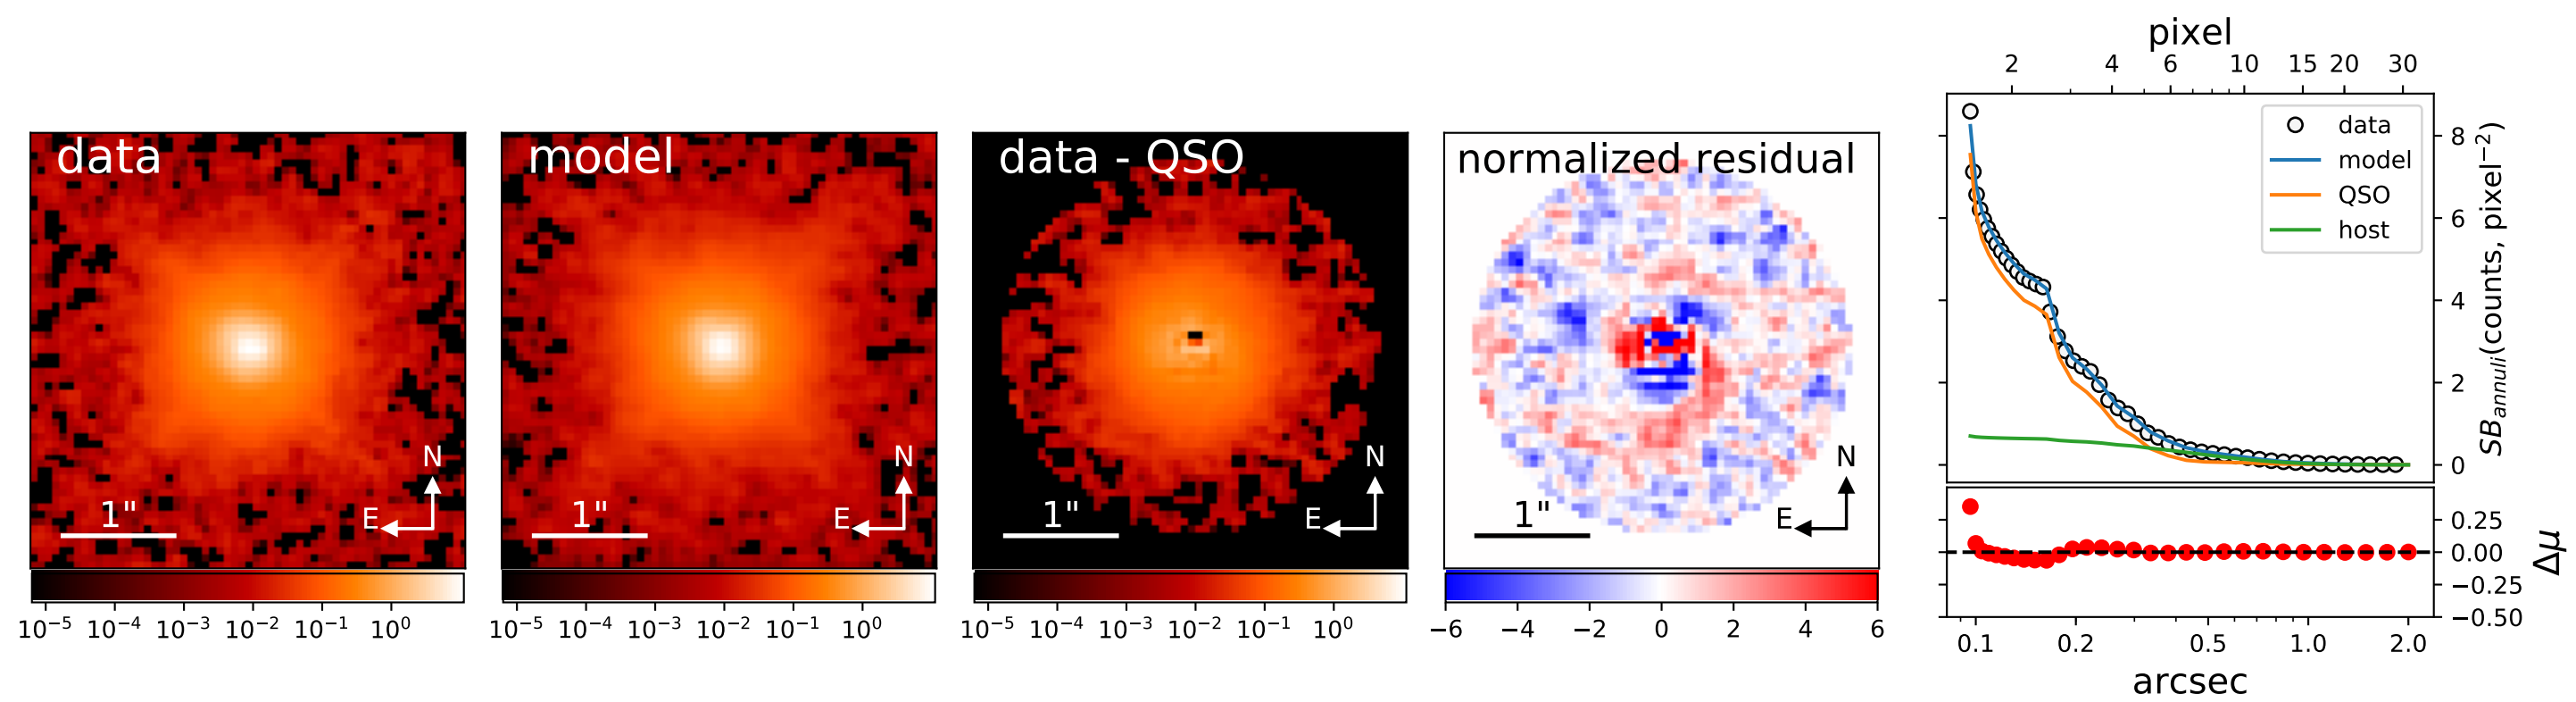 data
N
E
1"
10⁻⁵ 10⁻⁴ 10⁻³ 10⁻² 10⁻¹ 10⁰
model
N
E
1"
10⁻⁵ 10⁻⁴ 10⁻³ 10⁻² 10⁻¹ 10⁰
data - QSO
N
E
1"
10⁻⁵ 10⁻⁴ 10⁻³ 10⁻² 10⁻¹ 10⁰
normalized residual
N
E
1"
−6 −4 −2 0 2 4 6
pixel
2 4 6 10 15 20 30
data
model
QSO
host
8
6
4
2
0
SB_annuli(counts, pixel⁻²)
0.25
0.00
−0.25
−0.50
Δμ
0.1 0.2 0.5 1.0 2.0
arcsec